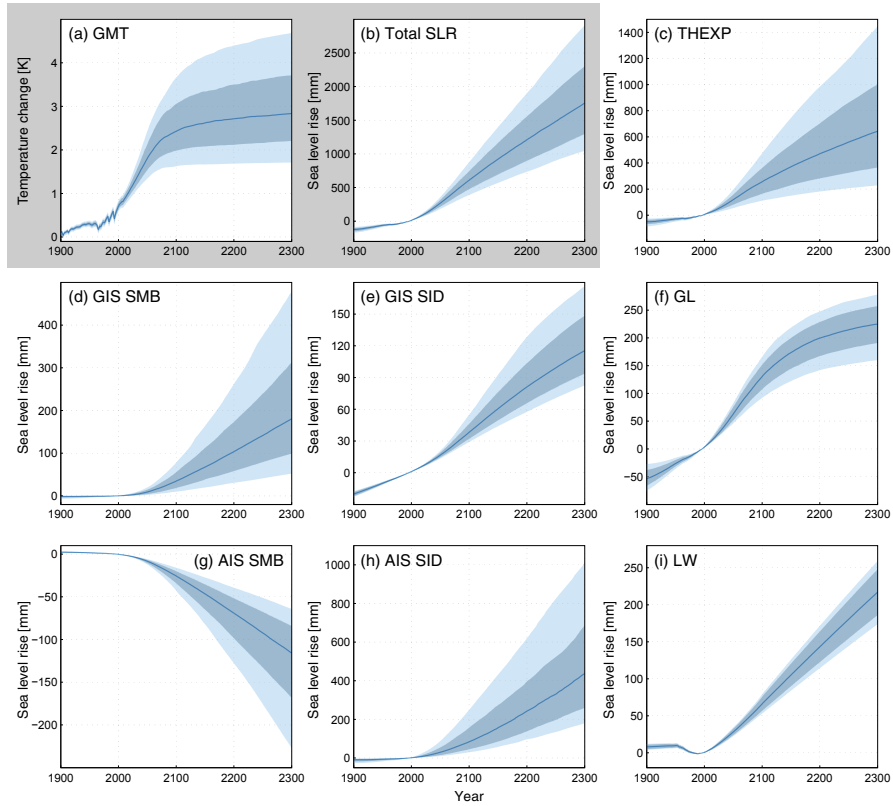 (a) GMT
Temperature change [K]
4
3
2
1
0
1900 2000 2100 2200 2300
(b) Total SLR
Sea level rise [mm]
2500
2000
1500
1000
500
0
1900 2000 2100 2200 2300
(c) THEXP
Sea level rise [mm]
1400
1200
1000
800
600
400
200
0
1900 2000 2100 2200 2300
(d) GIS SMB
Sea level rise [mm]
400
300
200
100
0
1900 2000 2100 2200 2300
(e) GIS SID
Sea level rise [mm]
150
120
90
60
30
0
1900 2000 2100 2200 2300
(f) GL
Sea level rise [mm]
250
200
150
100
50
0
−50
1900 2000 2100 2200 2300
(g) AIS SMB
Sea level rise [mm]
0
−50
−100
−150
−200
1900 2000 2100 2200 2300
(h) AIS SID
Sea level rise [mm]
1000
800
600
400
200
0
1900 2000 2100 2200 2300
(i) LW
Sea level rise [mm]
250
200
150
100
50
0
1900 2000 2100 2200 2300
Year